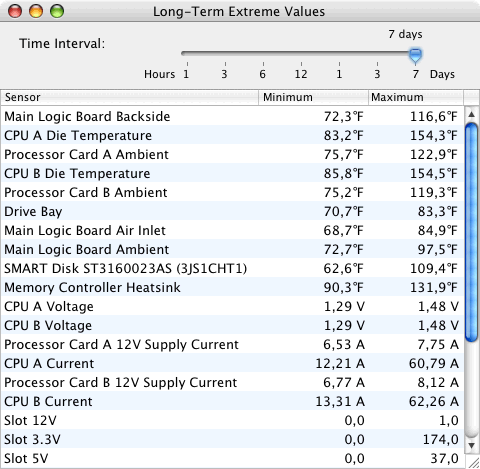 Long-Term Extreme Values
7 days
Time Interval:
Hours 1 3 6 12 1 3 7 Days
Sensor Minimum Maximum
Main Logic Board Backside 72,3°F 116,6°F
CPU A Die Temperature 83,2°F 154,3°F
Processor Card A Ambient 75,7°F 122,9°F
CPU B Die Temperature 85,8°F 154,5°F
Processor Card B Ambient 75,2°F 119,3°F
Drive Bay 70,7°F 83,3°F
Main Logic Board Air Inlet 68,7°F 84,9°F
Main Logic Board Ambient 72,7°F 97,5°F
SMART Disk ST3160023AS (3JS1CHT1) 62,6°F 109,4°F
Memory Controller Heatsink 90,3°F 131,9°F
CPU A Voltage 1,29 V 1,48 V
CPU B Voltage 1,29 V 1,48 V
Processor Card A 12V Supply Current 6,53 A 7,75 A
CPU A Current 12,21 A 60,79 A
Processor Card B 12V Supply Current 6,77 A 8,12 A
CPU B Current 13,31 A 62,26 A
Slot 12V 0,0 1,0
Slot 3.3V 0,0 174,0
Slot 5V 0,0 37,0